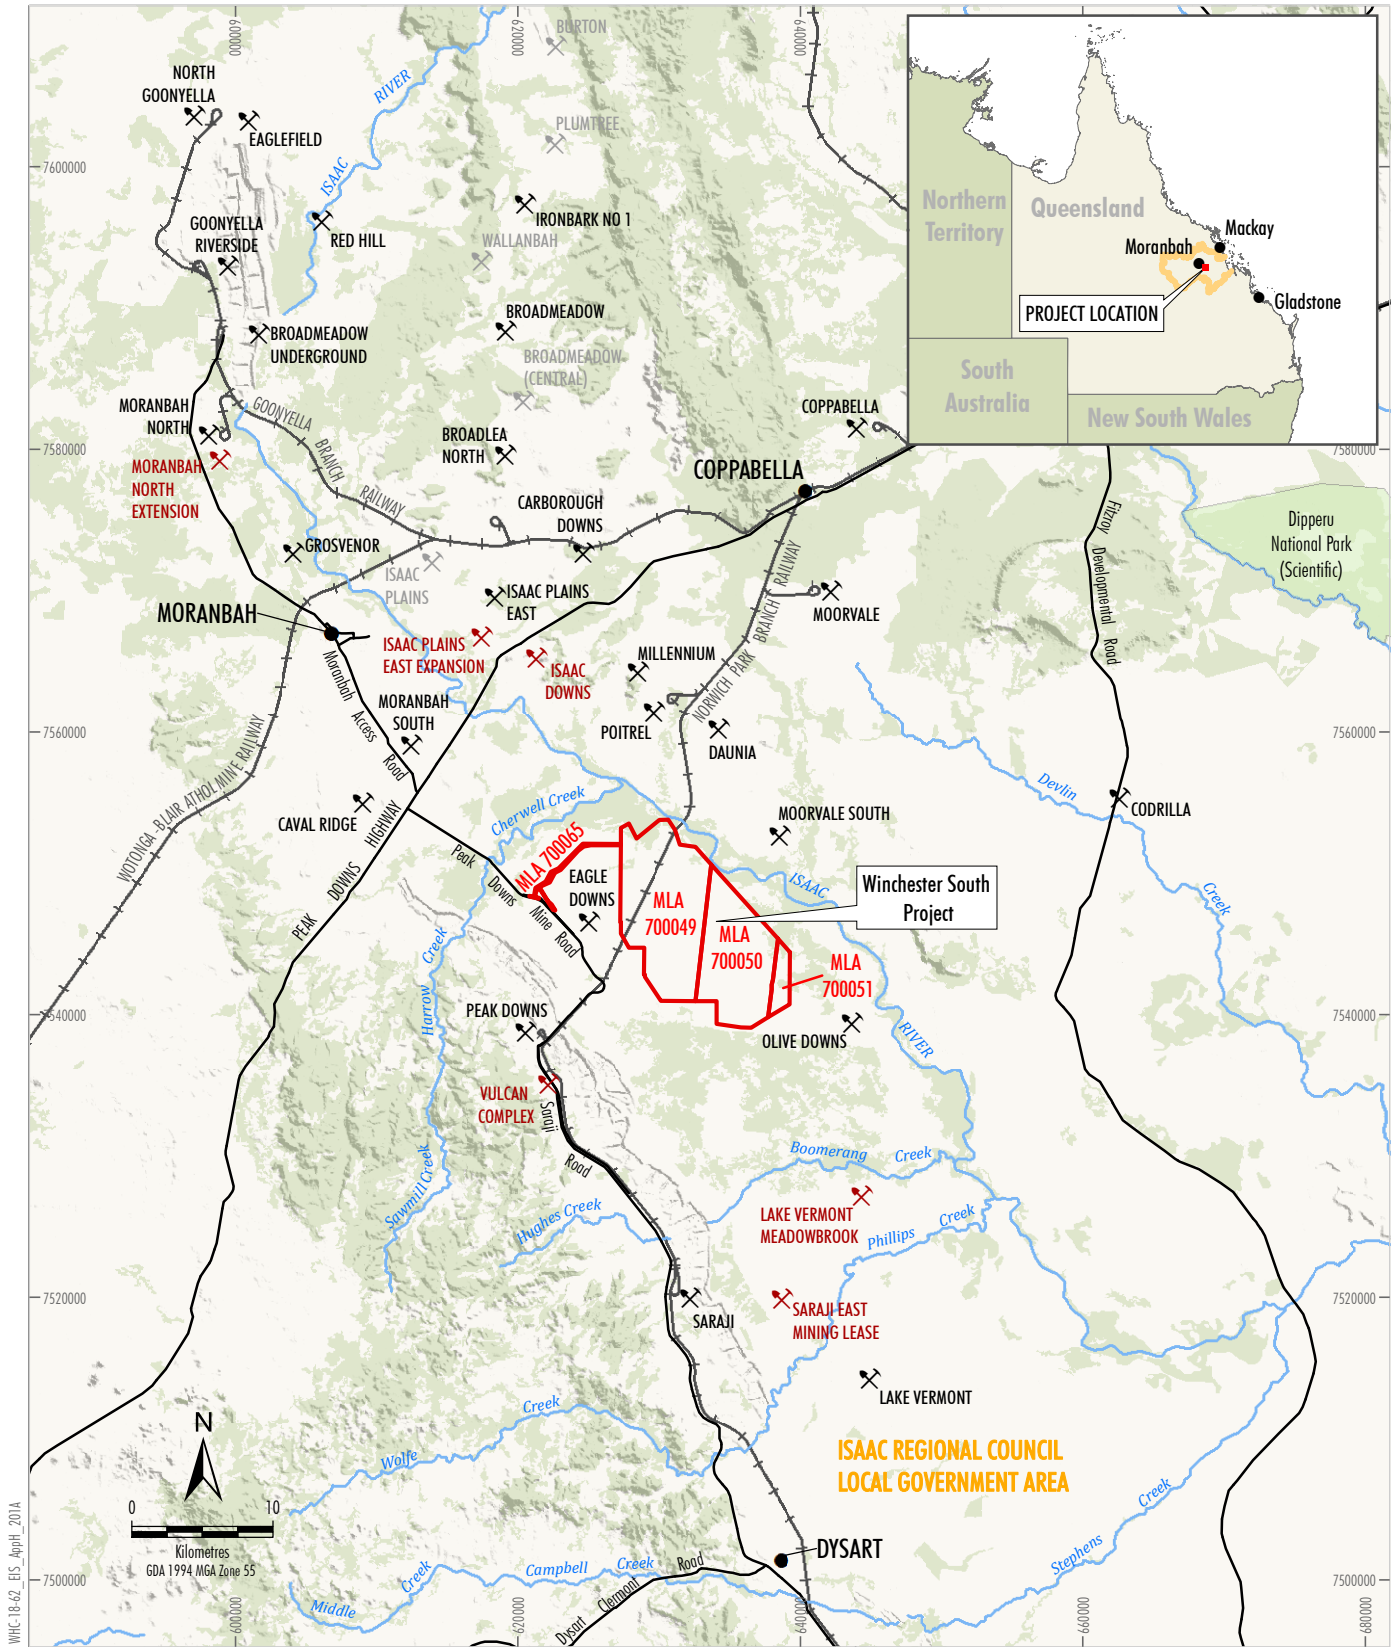 600000
620000
640000
BURTON
NORTH
GOONYELLA
EAGLEFIELD
RIVER
ISAAC
PLUMTREE
7600000
IRONBARK NO 1
GOONYELLA
RIVERSIDE
RED HILL
WALLANBAH
BROADMEADOW
UNDERGROUND
BROADMEADOW
BROADMEADOW
(CENTRAL)
Northern
Territory
Queensland
Mackay
Moranbah
Gladstone
PROJECT LOCATION
South
Australia
New South Wales
MORANBAH
NORTH
GOONYELLA
BRANCH
RAILWAY
COPPABELLA
BROADLEA
NORTH
7580000
7580000
MORANBAH
NORTH
EXTENSION
COPPABELLA
CARBOROUGH
DOWNS
GROSVENOR
ISAAC
PLAINS
ISAAC PLAINS
EAST
NORWICH PARK
BRANCH
RAILWAY
MOORVALE
Fitzroy
Developmental
Road
Dipperu
National Park
(Scientific)
MORANBAH
ISAAC PLAINS
EAST EXPANSION
ISAAC
DOWNS
MILLENNIUM
Moranbah
Access
Road
MORANBAH
SOUTH
POITREL
DAUNIA
7560000
7560000
WOTONGA-BLAIR ATHOL MINE RAILWAY
CAVAL RIDGE
Cherwell Creek
MOORVALE SOUTH
Devlin
Creek
CODRILLA
PEAK
DOWNS
HIGHWAY
Peak
Downs
Mine
Road
MLA 700065
EAGLE
DOWNS
MLA
700049
MLA
700050
MLA
700051
ISAAC
RIVER
Winchester South
Project
Harrow
Creek
PEAK DOWNS
7540000
7540000
OLIVE DOWNS
VULCAN
COMPLEX
Saraji
Road
Sawmill Creek
Hughes Creek
Boomerang
Creek
LAKE VERMONT
MEADOWBROOK
Phillips
Creek
7520000
7520000
SARAJI
SARAJI EAST
MINING LEASE
LAKE VERMONT
Wolfe
Creek
ISAAC REGIONAL COUNCIL
LOCAL GOVERNMENT AREA
Stephens
Creek
N
0
10
Kilometres
GDA 1994 MGA Zone 55
WHC-18-62_EIS_AppH_201A
DYSART
7500000
7500000
Middle
Creek
Campbell
Creek
Dysart
Clermont
Road
600000
620000
640000
660000
680000